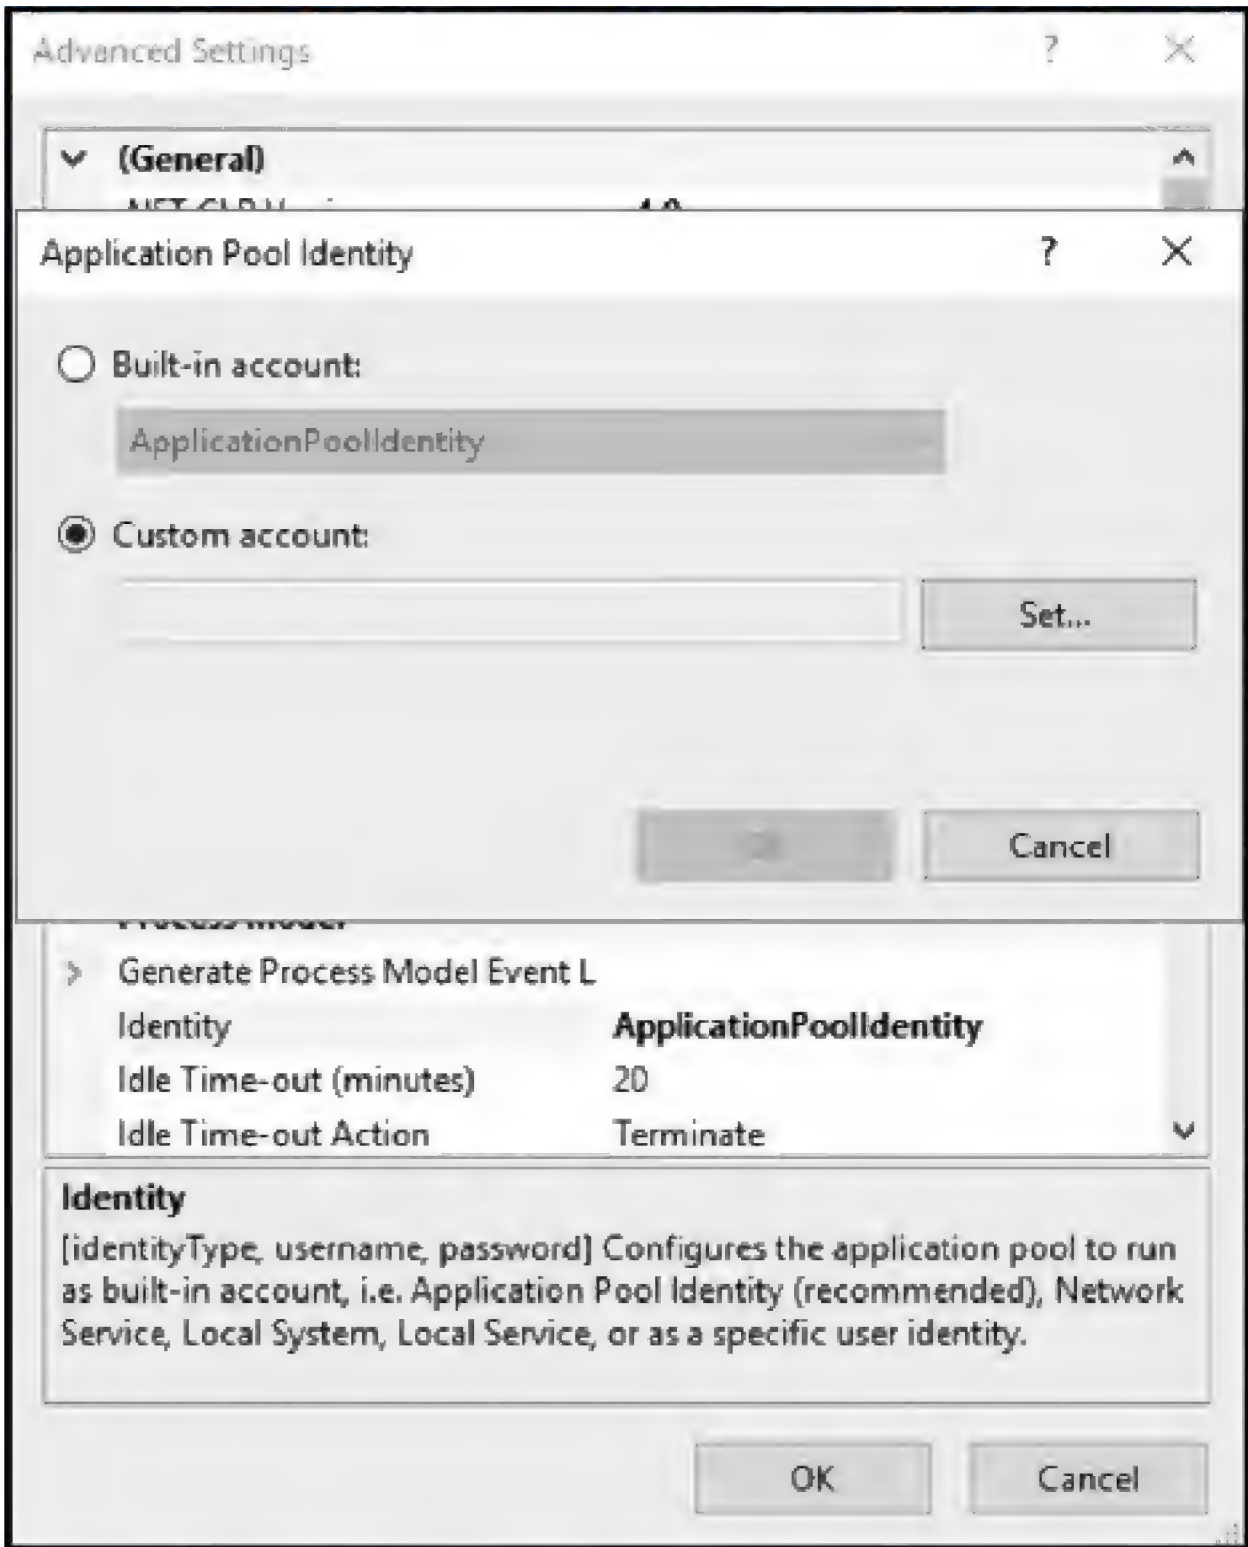 Advanced Settings
(General)
Application Pool Identity
Built-in account:
ApplicationPoolIdentity
Custom account:
Set...
Cancel
Process Model
Generate Process Model Event L
Identity ApplicationPoolIdentity
Idle Time-out (minutes) 20
Idle Time-out Action Terminate
Identity
[identityType, username, password] Configures the application pool to run
as built-in account, i.e. Application Pool Identity (recommended), Network
Service, Local System, Local Service, or as a specific user identity.
OK Cancel